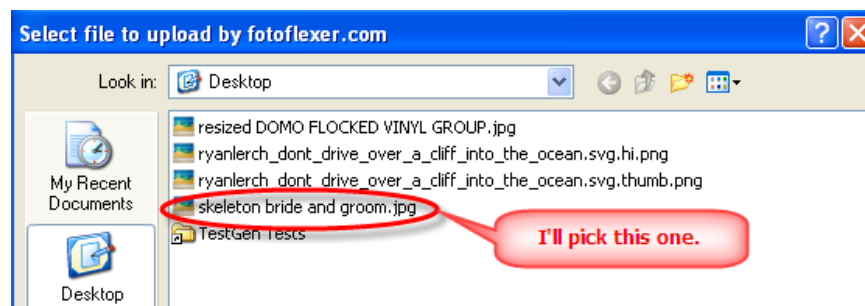 Select file to upload by fotoflexer.com
Look in: Desktop
resized DOMO FLOCKED VINYL GROUP.jpg
ryanlerch_dont_drive_over_a_cliff_into_the_ocean.svg.hi.png
ryanlerch_dont_drive_over_a_cliff_into_the_ocean.svg.thumb.png
skeleton bride and groom.jpg
TestGen Tests
My Recent
Documents
Desktop
I'll pick this one.